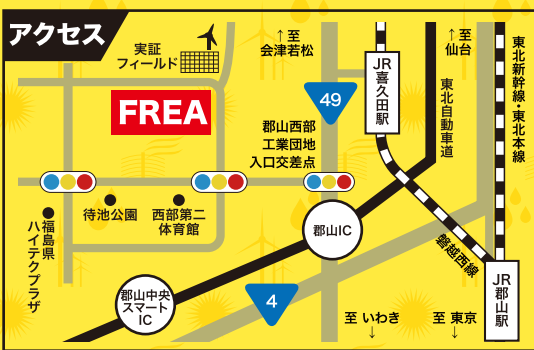 アクセス
実証
フィールド
↑至
会津若松
↑至
仙台
FREA
49
JR
喜久田駅
東北自動車道
東北新幹線・東北本線
郡山西部
工業団地
入口交差点
待池公園
西部第二
体育館
福島県
ハイテクプラザ
郡山IC
磐越西線
郡山中央
スマート
IC
4
JR
郡山駅
至 いわき
↓
至 東京
↓